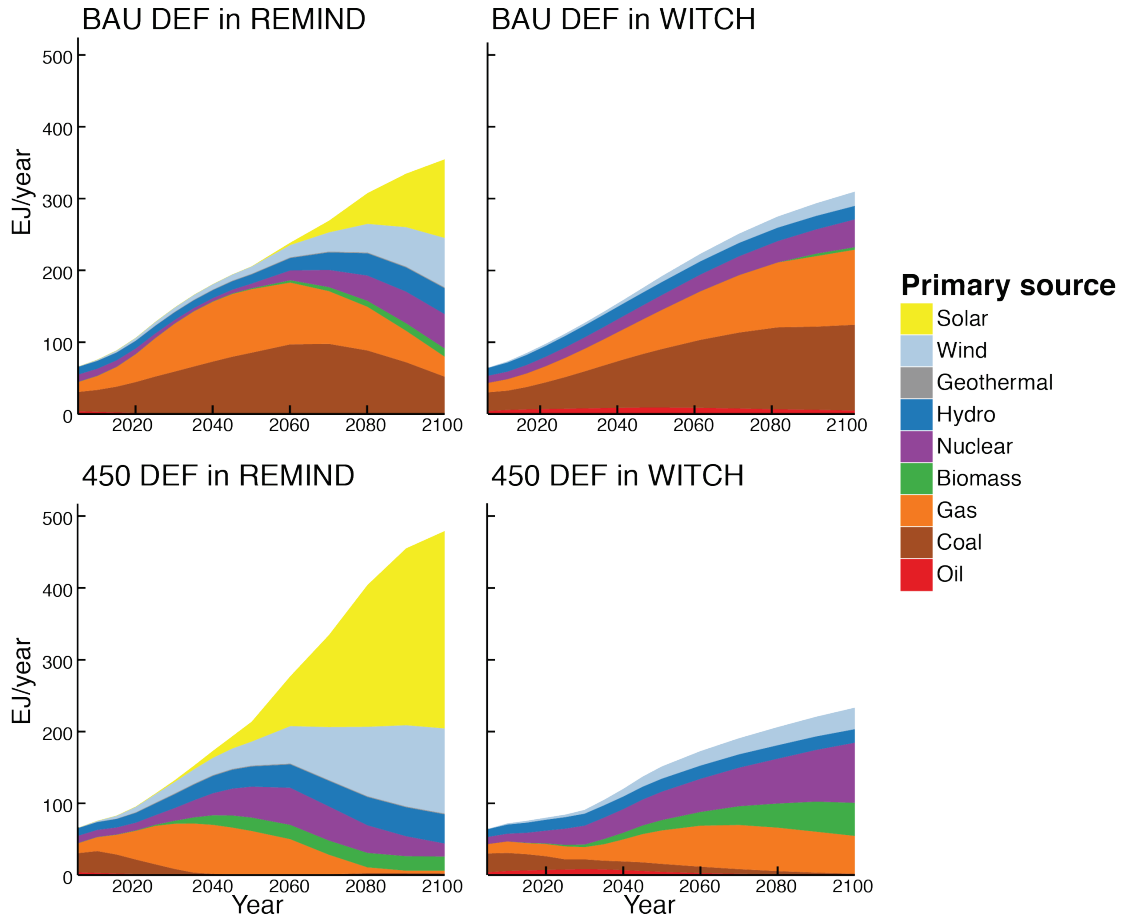 BAU DEF in REMIND
BAU DEF in WITCH
500
400
300
200
100
0
EJ/year
2020 2040 2060 2080 2100
2020 2040 2060 2080 2100
450 DEF in REMIND
450 DEF in WITCH
500
400
300
200
100
0
EJ/year
2020 2040 2060 2080 2100
2020 2040 2060 2080 2100
Year
Year
Primary source
Solar
Wind
Geothermal
Hydro
Nuclear
Biomass
Gas
Coal
Oil